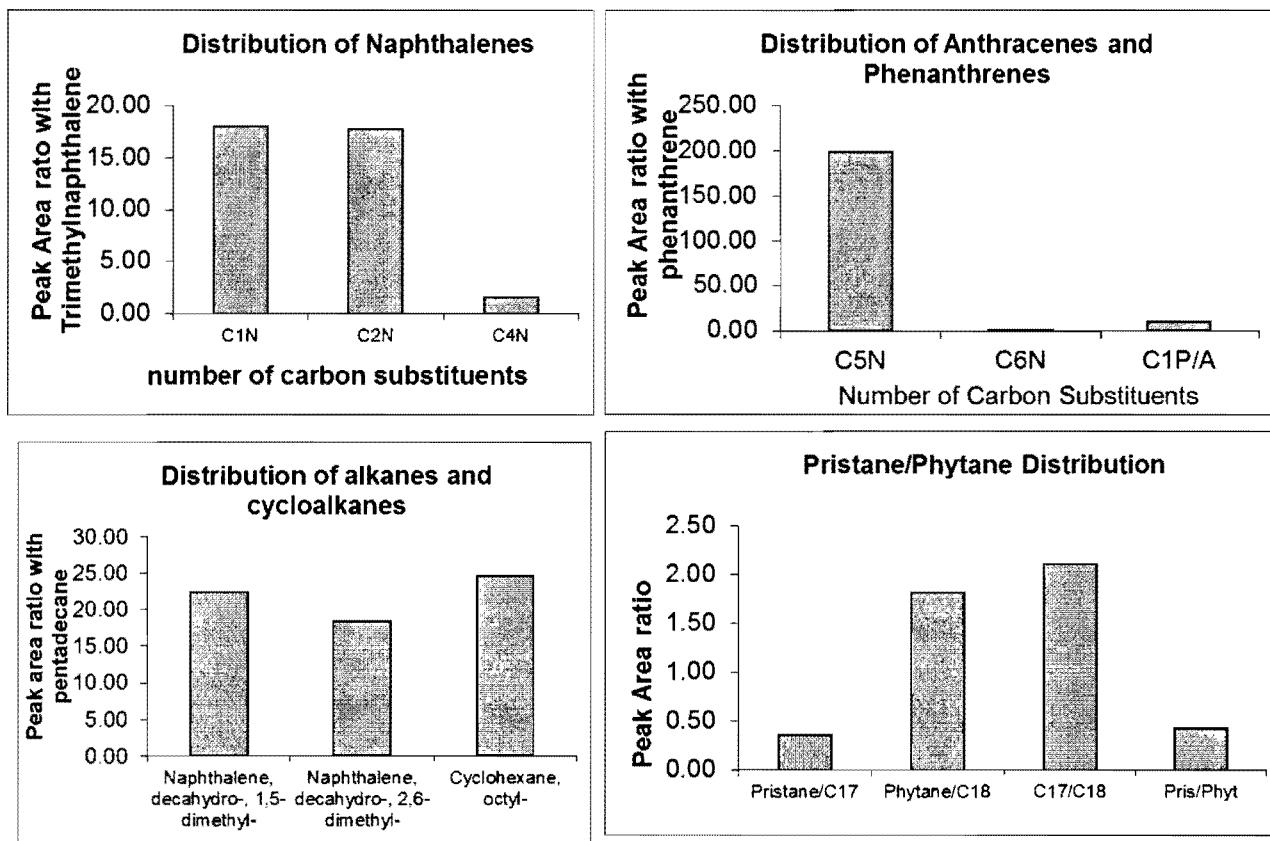 Distribution of Naphthalenes
Peak Area rato with
Trimethylnaphthalene
20.00
15.00
10.00
5.00
0.00
C1N
C2N
C4N
number of carbon substituents
Distribution of Anthracenes and
Phenanthrenes
Peak Area ratio with
phenanthrene
250.00
200.00
150.00
100.00
50.00
0.00
C5N
C6N
C1P/A
Number of Carbon Substituents
Distribution of alkanes and
cycloalkanes
Peak area ratio with
pentadecane
30.00
25.00
20.00
15.00
10.00
5.00
0.00
Naphthalene,
decahydro-, 1,5-
dimethyl-
Naphthalene,
decahydro-, 2,6-
dimethyl-
Cyclohexane,
octyl-
Pristane/Phytane Distribution
Peak Area ratio
2.50
2.00
1.50
1.00
0.50
0.00
Pristane/C17
Phytane/C18
C17/C18
Pris/Phyt